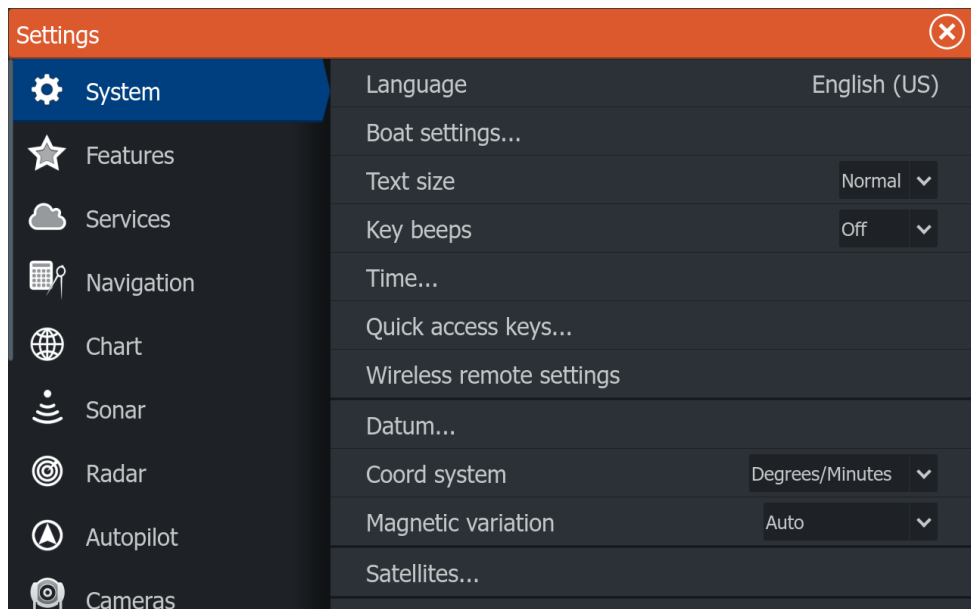 Settings
System
Features
Services
Navigation
Chart
Sonar
Radar
Autopilot
Cameras
Language English (US)
Boat settings...
Text size Normal
Key beeps Off
Time...
Quick access keys...
Wireless remote settings
Datum...
Coord system Degrees/Minutes
Magnetic variation Auto
Satellites...